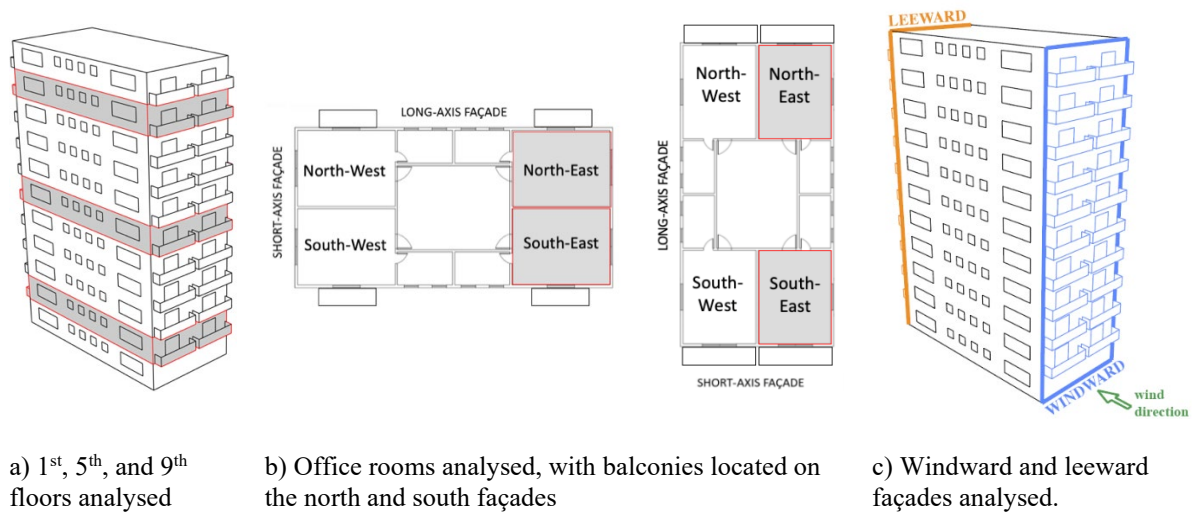 LONG-AXIS FAÇADE
SHORT-AXIS FAÇADE
North-West
North-East
South-West
South-East
LONG-AXIS FAÇADE
North-
West
North-
East
South-
West
South-
East
SHORT-AXIS FAÇADE
LEEWARD
WINDWARD
wind
direction
a) 1st, 5th, and 9th
floors analysed
b) Office rooms analysed, with balconies located on
the north and south façades
c) Windward and leeward
façades analysed.